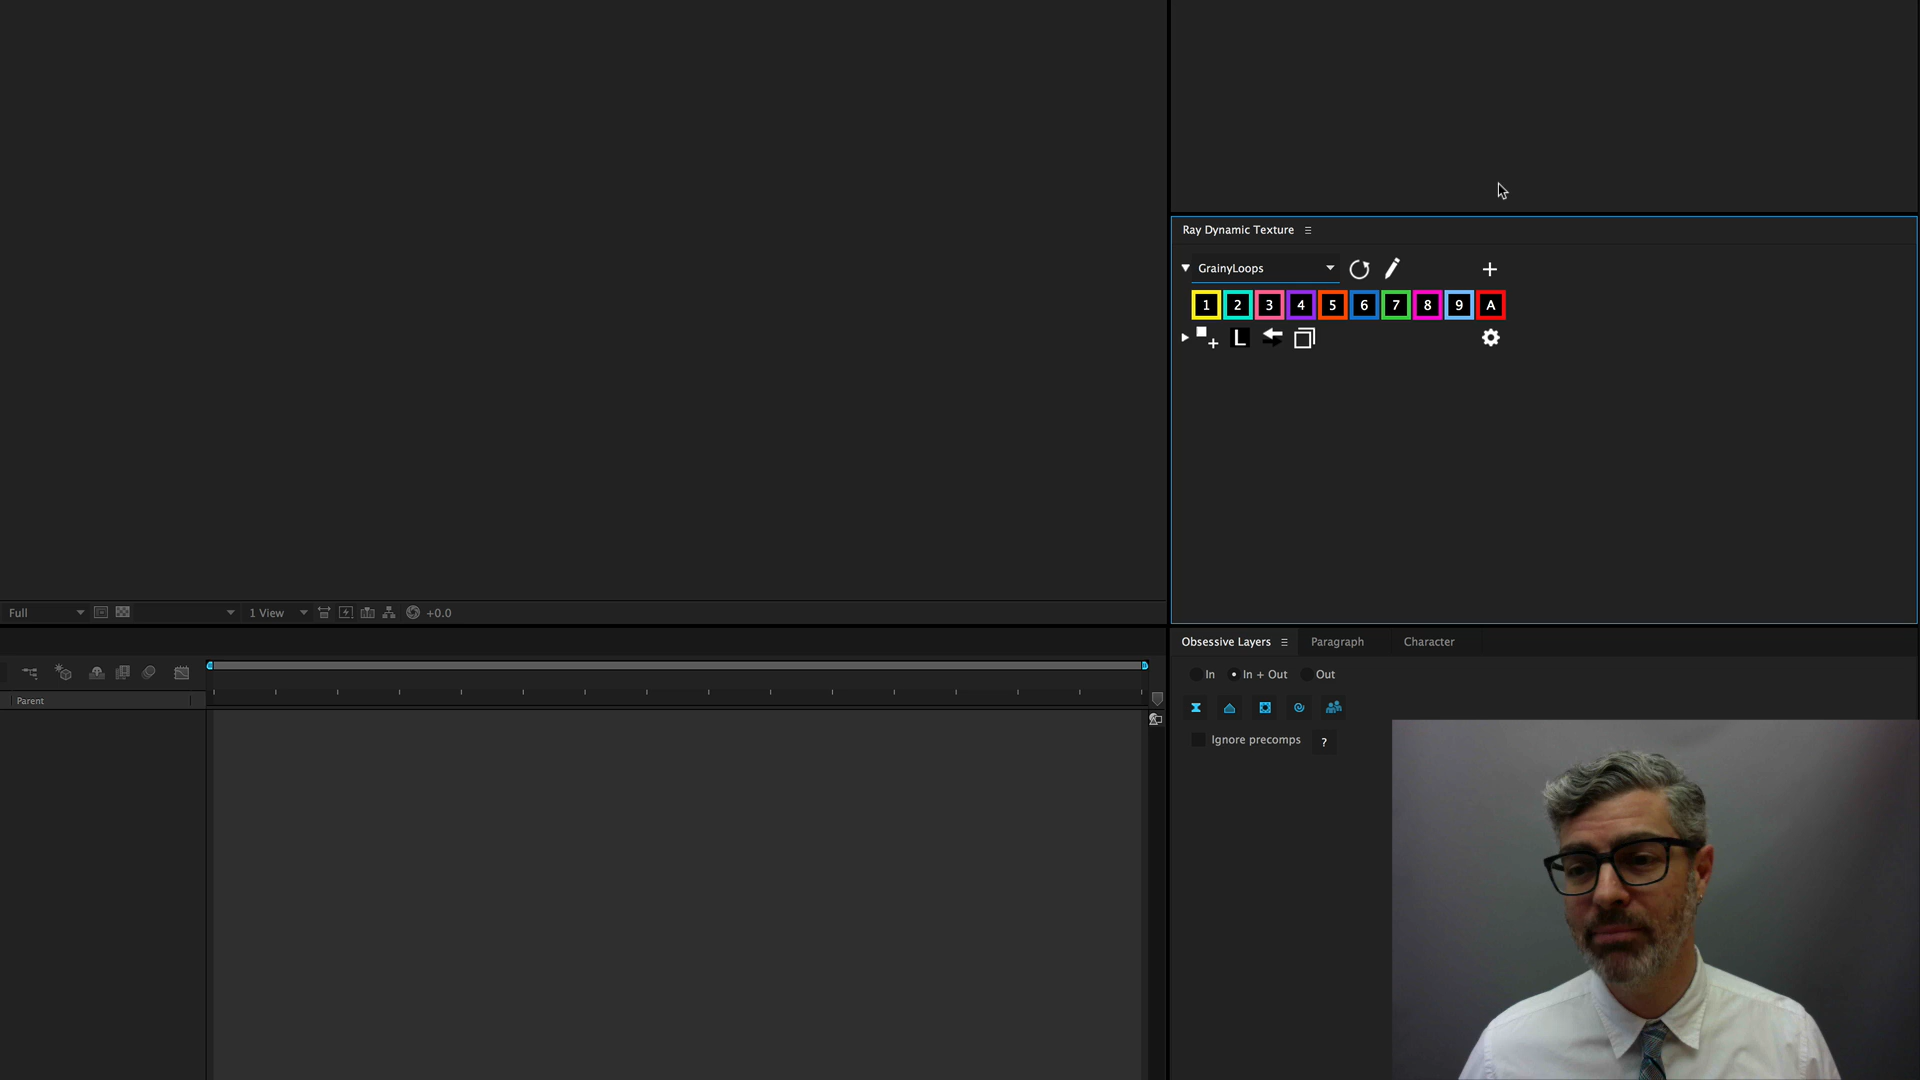 Ray Dynamic Texture
GrainyLoops
1 2 3 4 5 6 7 8 9 A
L
Full
1 View
+0.0
Parent
Obsessive Layers
Paragraph
Character
In
In + Out
Out
Ignore precomps
?